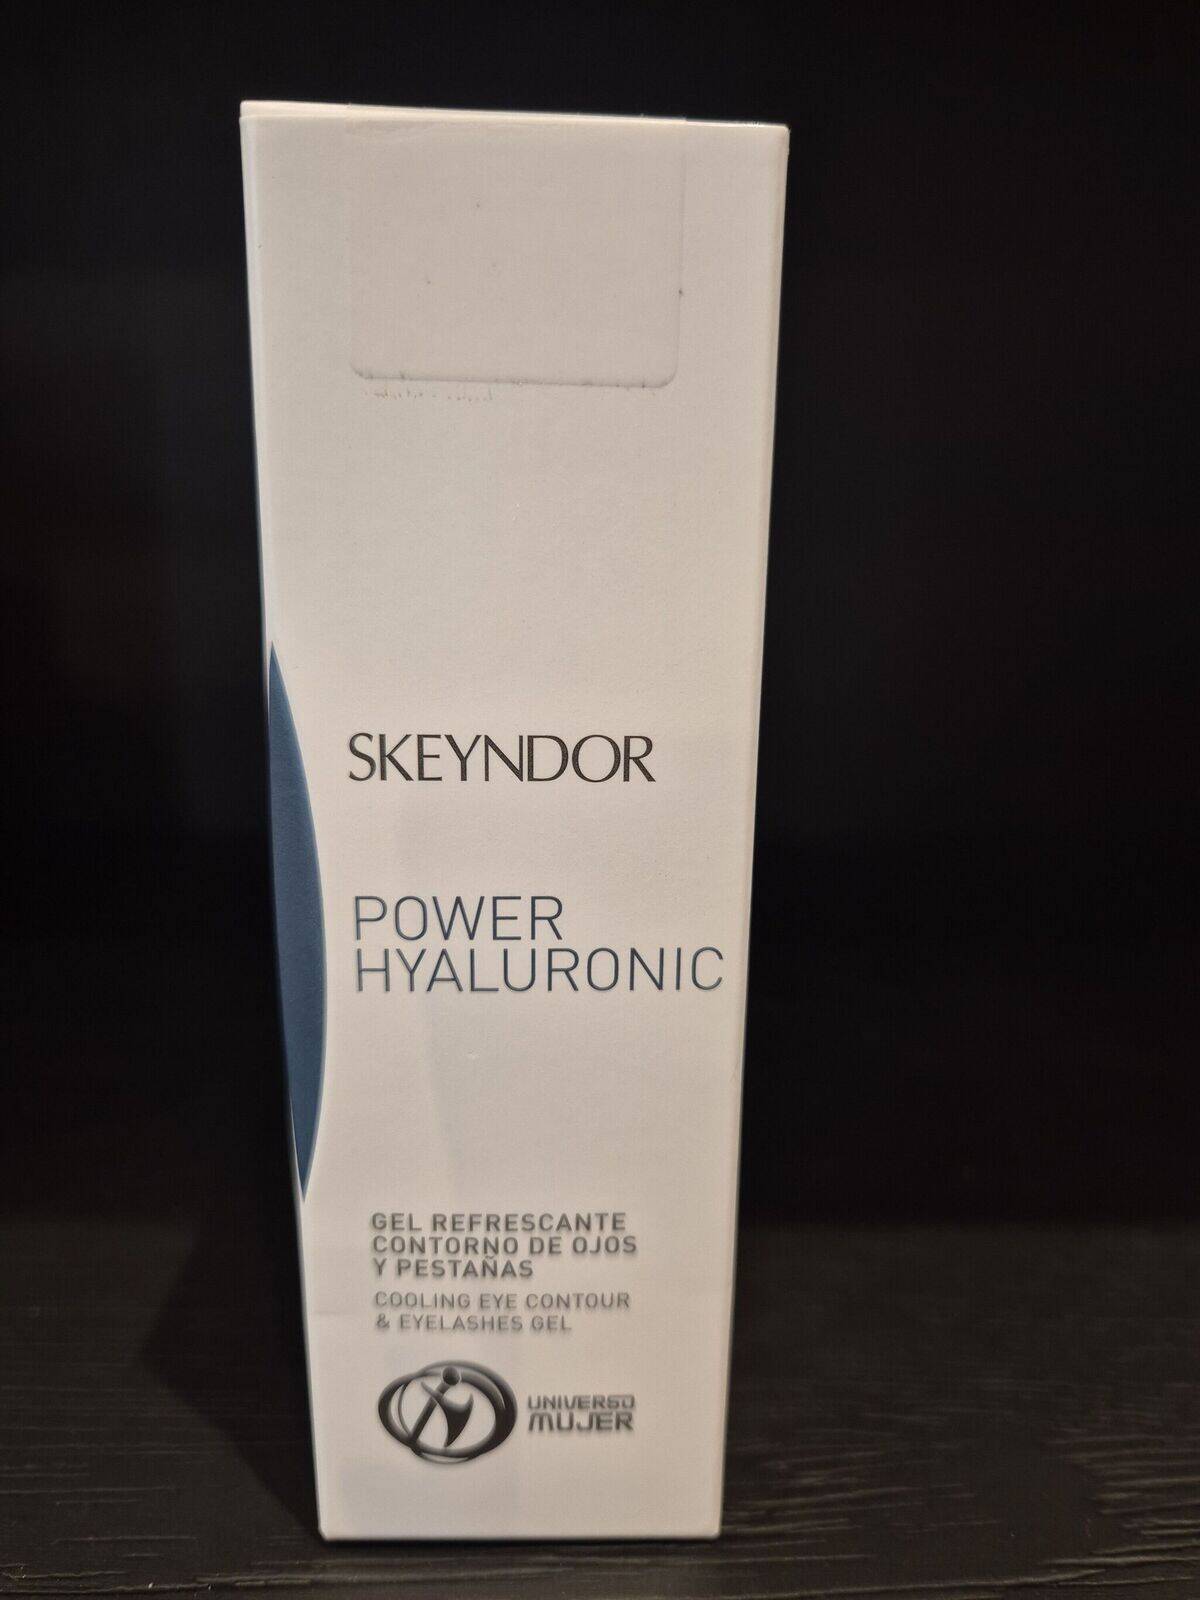 SKEYNDOR
POWER
HYALURONIC
GEL REFRESCANTE
CONTORNO DE OJOS
Y PESTAÑAS
COOLING EYE CONTOUR
& EYELASHES GEL
UNIVERSO
MUJER